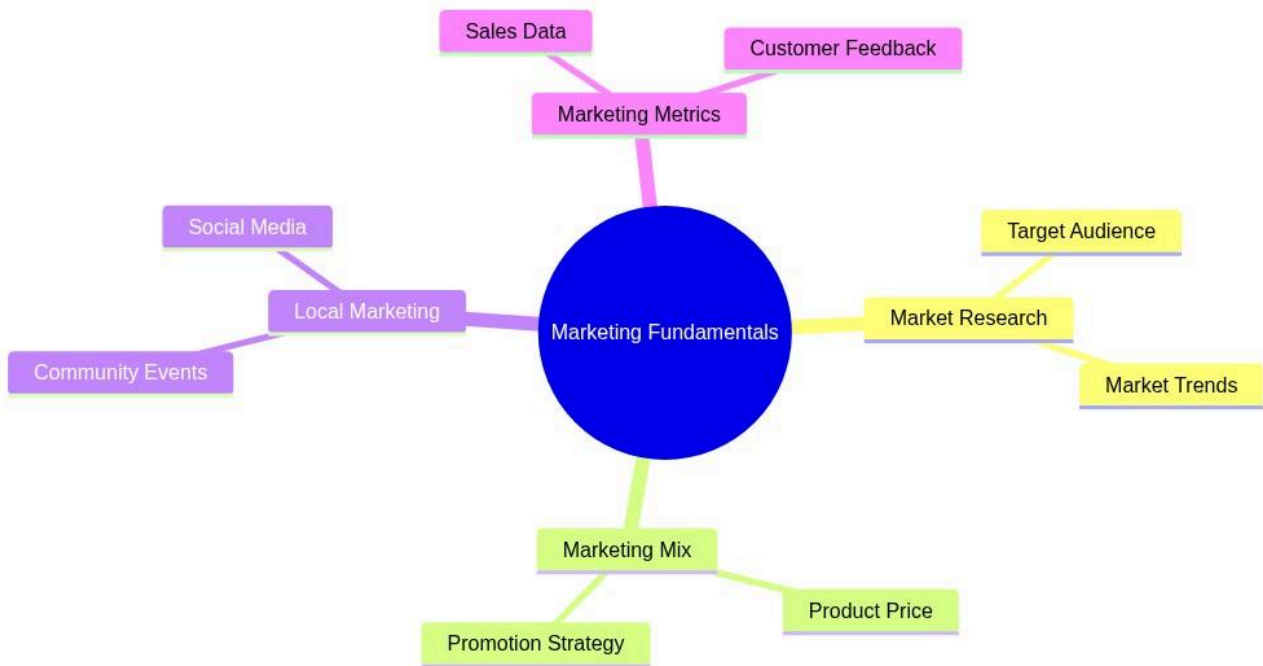 Sales Data
Customer Feedback
Marketing Metrics
Social Media
Target Audience
Local Marketing
Market Research
Marketing Fundamentals
Community Events
Market Trends
Marketing Mix
Product Price
Promotion Strategy